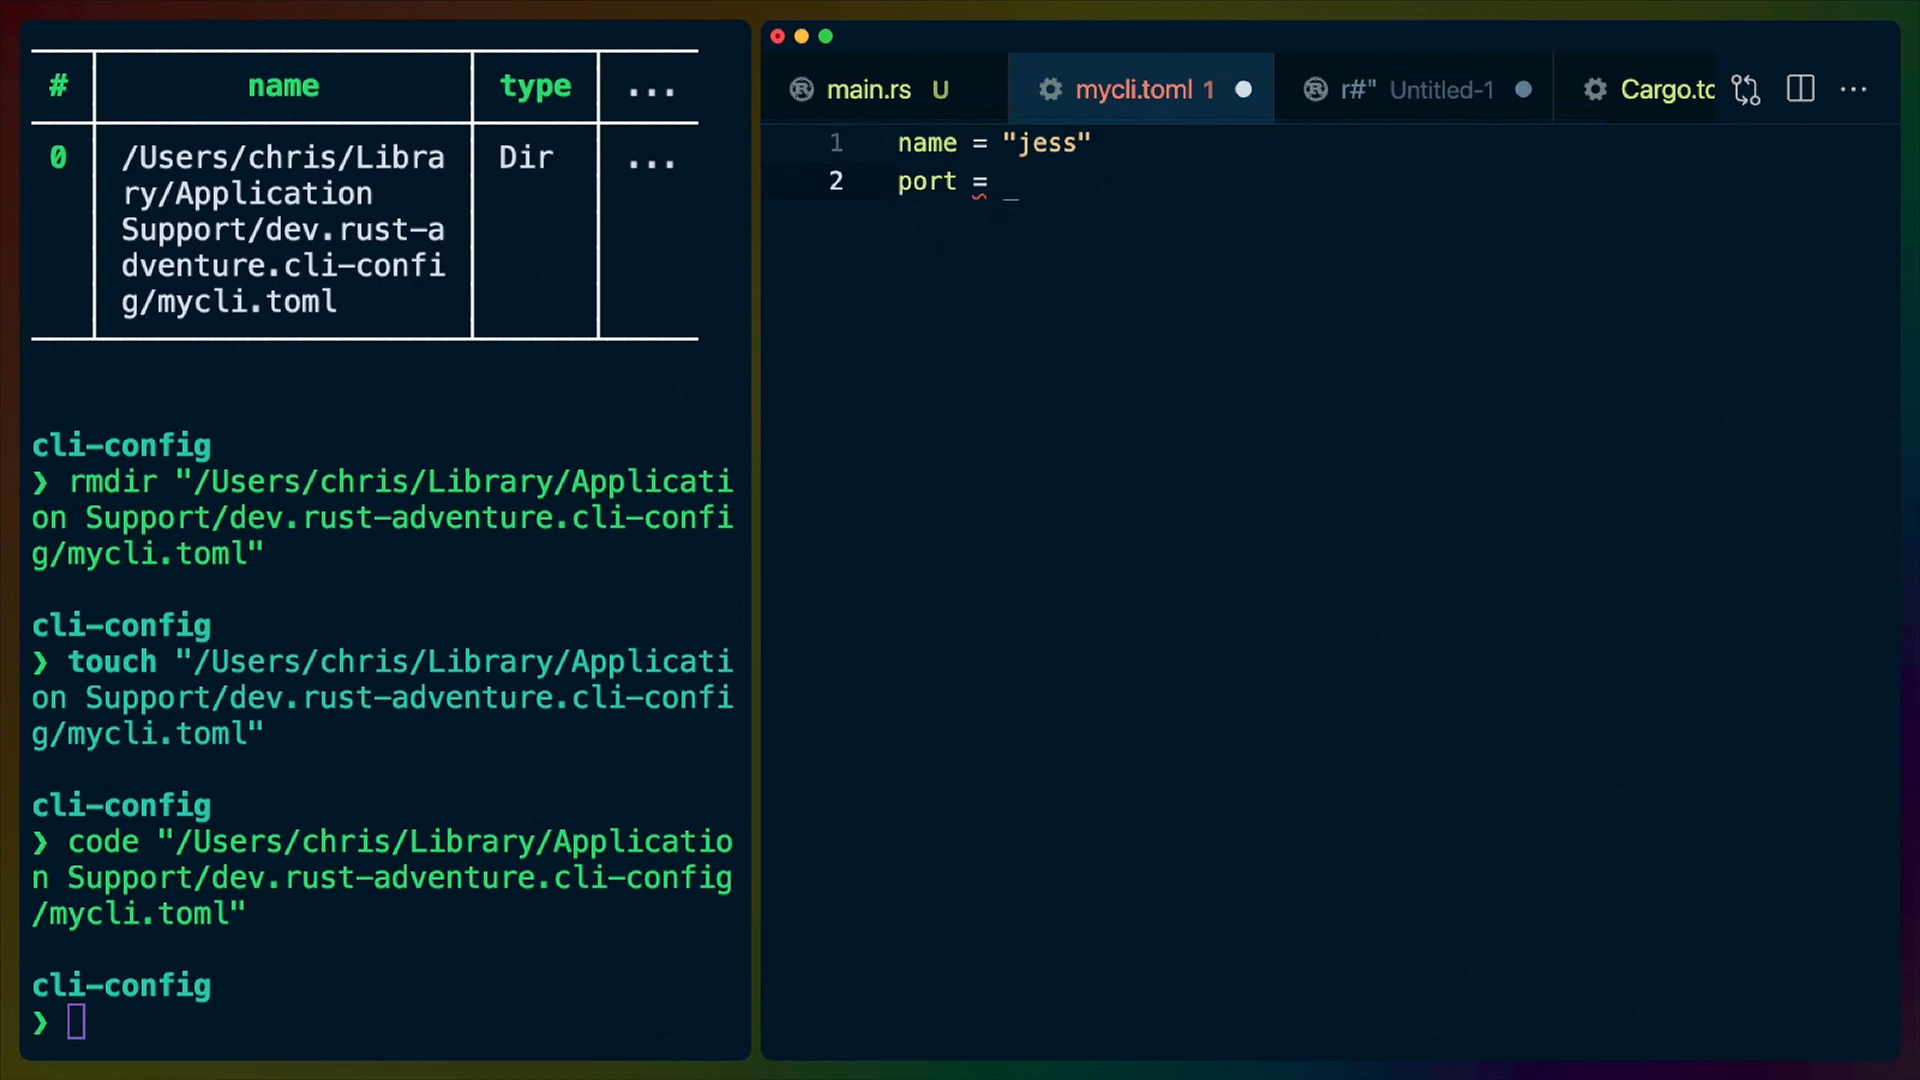 # name type ...
0 /Users/chris/Libra Dir ...
ry/Application
Support/dev.rust-a
dventure.cli-confi
g/mycli.toml
cli-config
❯ rmdir "/Users/chris/Library/Applicati
on Support/dev.rust-adventure.cli-confi
g/mycli.toml"
cli-config
❯ touch "/Users/chris/Library/Applicati
on Support/dev.rust-adventure.cli-confi
g/mycli.toml"
cli-config
❯ code "/Users/chris/Library/Applicatio
n Support/dev.rust-adventure.cli-config
/mycli.toml"
cli-config
❯
main.rs U mycli.toml 1 r#" Untitled-1 Cargo.tc ...
1 name = "jess"
2 port = _